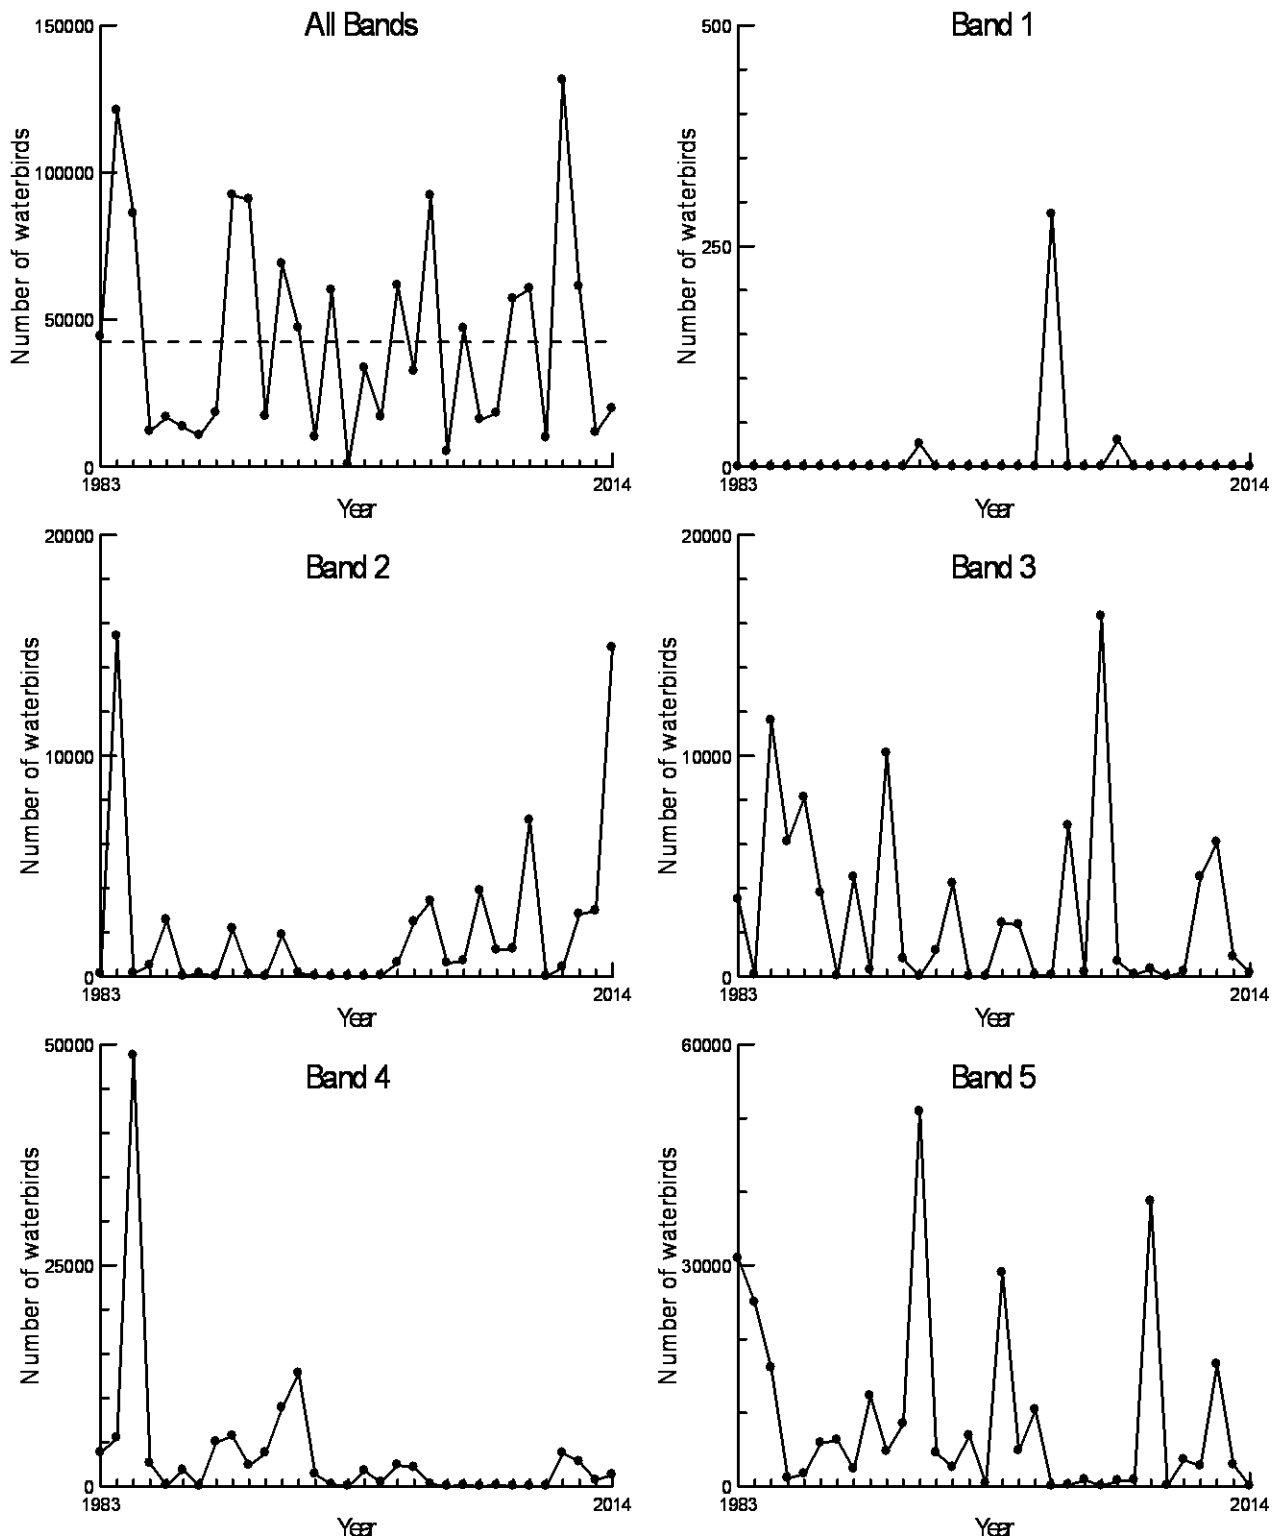 All Bands
150000
100000
50000
0
Number of waterbirds
1983
2014
Year
Band 1
500
250
0
Number of waterbirds
1983
2014
Year
Band 2
20000
10000
0
Number of waterbirds
1983
2014
Year
Band 3
20000
10000
0
Number of waterbirds
1983
2014
Year
Band 4
50000
25000
0
Number of waterbirds
1983
2014
Year
Band 5
60000
30000
0
Number of waterbirds
1983
2014
Year